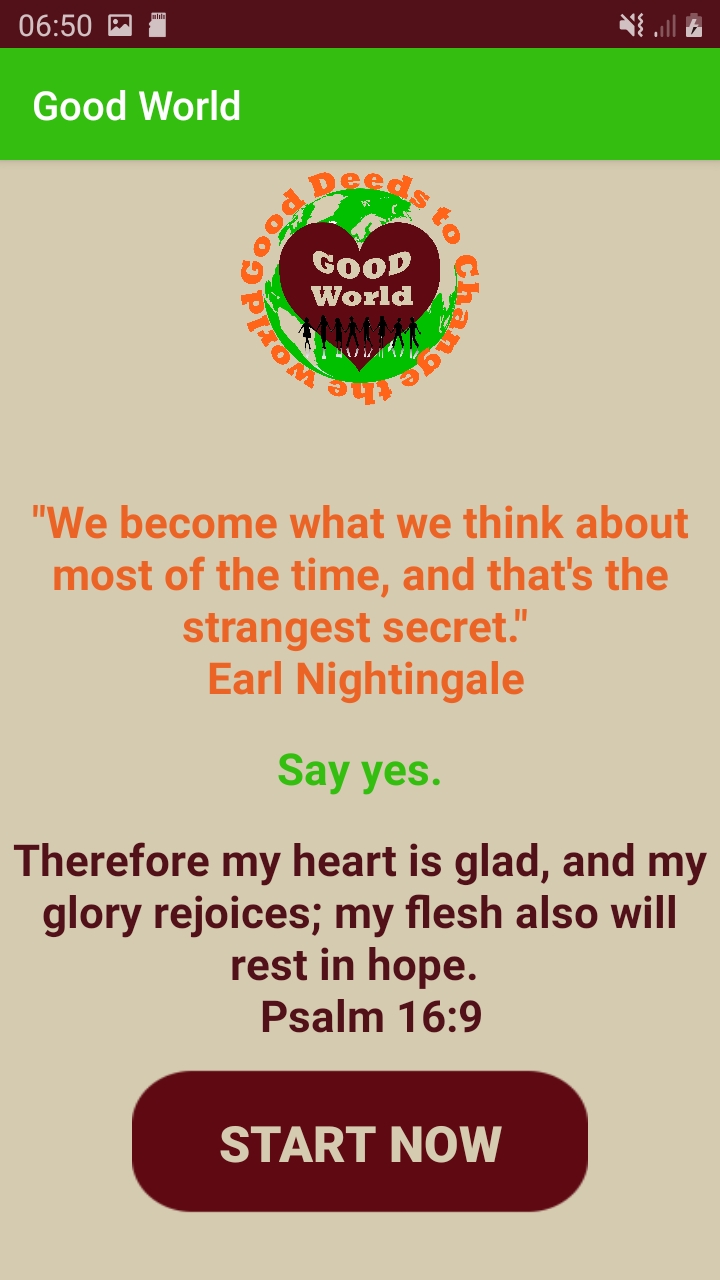 06:50
Good World
Good Deeds to Change the world
GOOD
World
"We become what we think about
most of the time, and that's the
strangest secret."
Earl Nightingale
Say yes.
Therefore my heart is glad, and my
glory rejoices; my flesh also will
rest in hope.
Psalm 16:9
START NOW